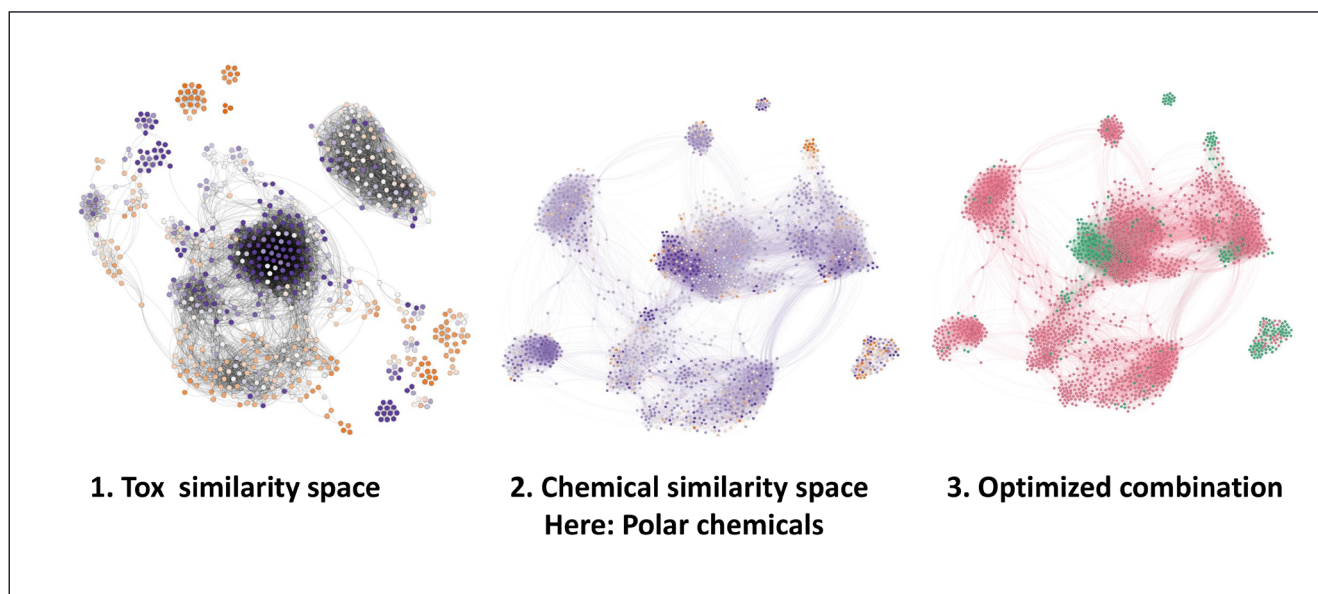 1. Tox similarity space
2. Chemical similarity space
Here: Polar chemicals
3. Optimized combination